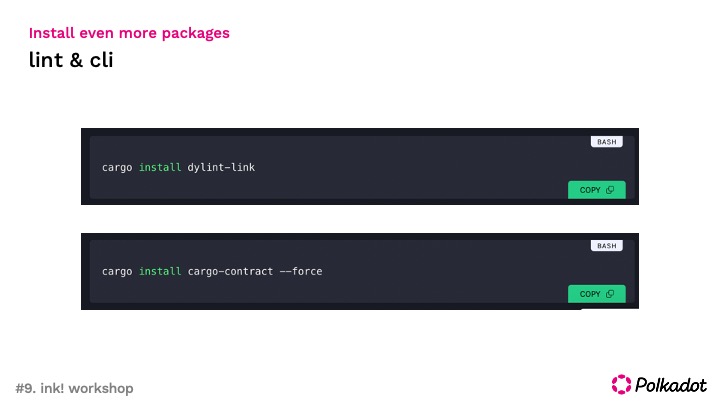 Install even more packages
lint & cli
BASH
cargo install dylint-link
COPY
BASH
cargo install cargo-contract --force
COPY
#9. ink! workshop
Polkadot